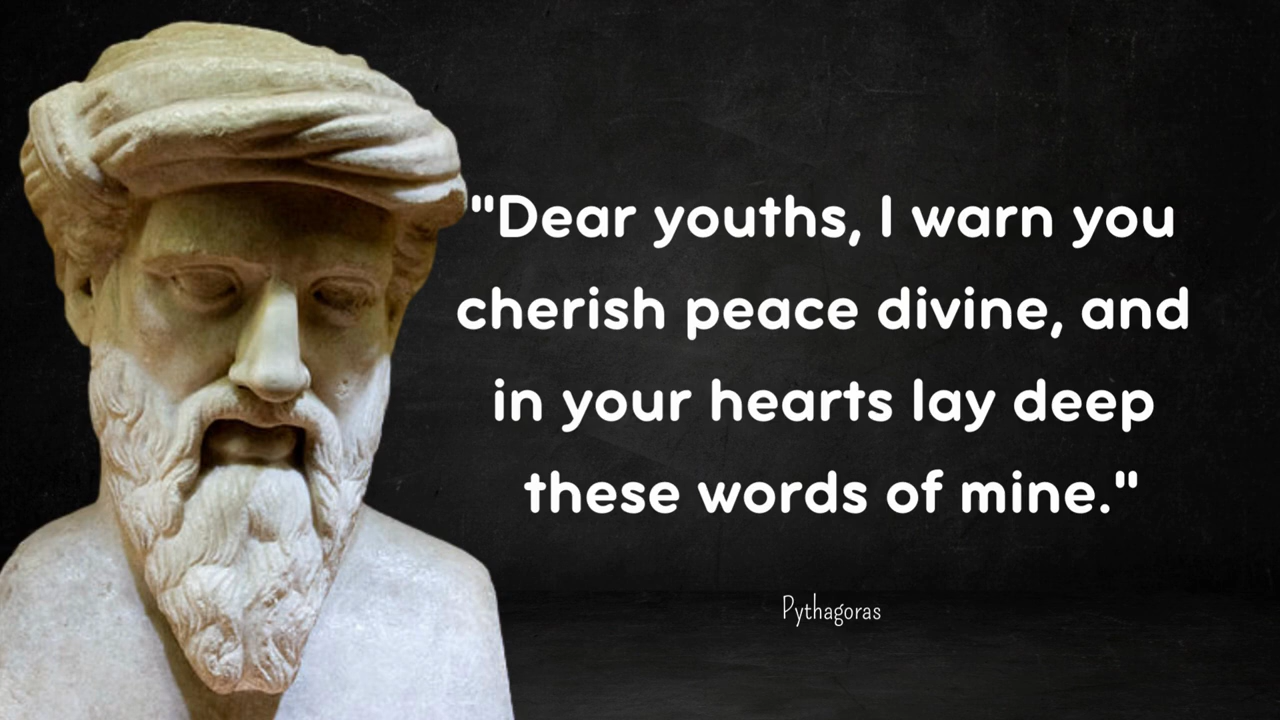 "Dear youths, I warn you
cherish peace divine, and
in your hearts lay deep
these words of mine."
Pythagoras